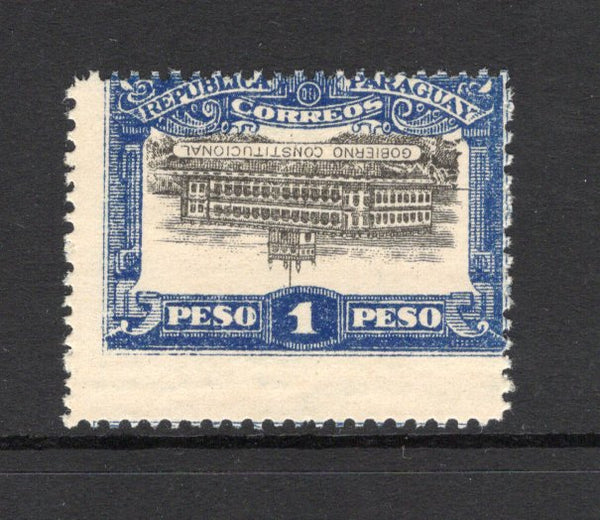 REPUBLICA DEL PARAGUAY
CORREOS
GOBIERNO CONSTITUCIONAL
PESO 1 PESO